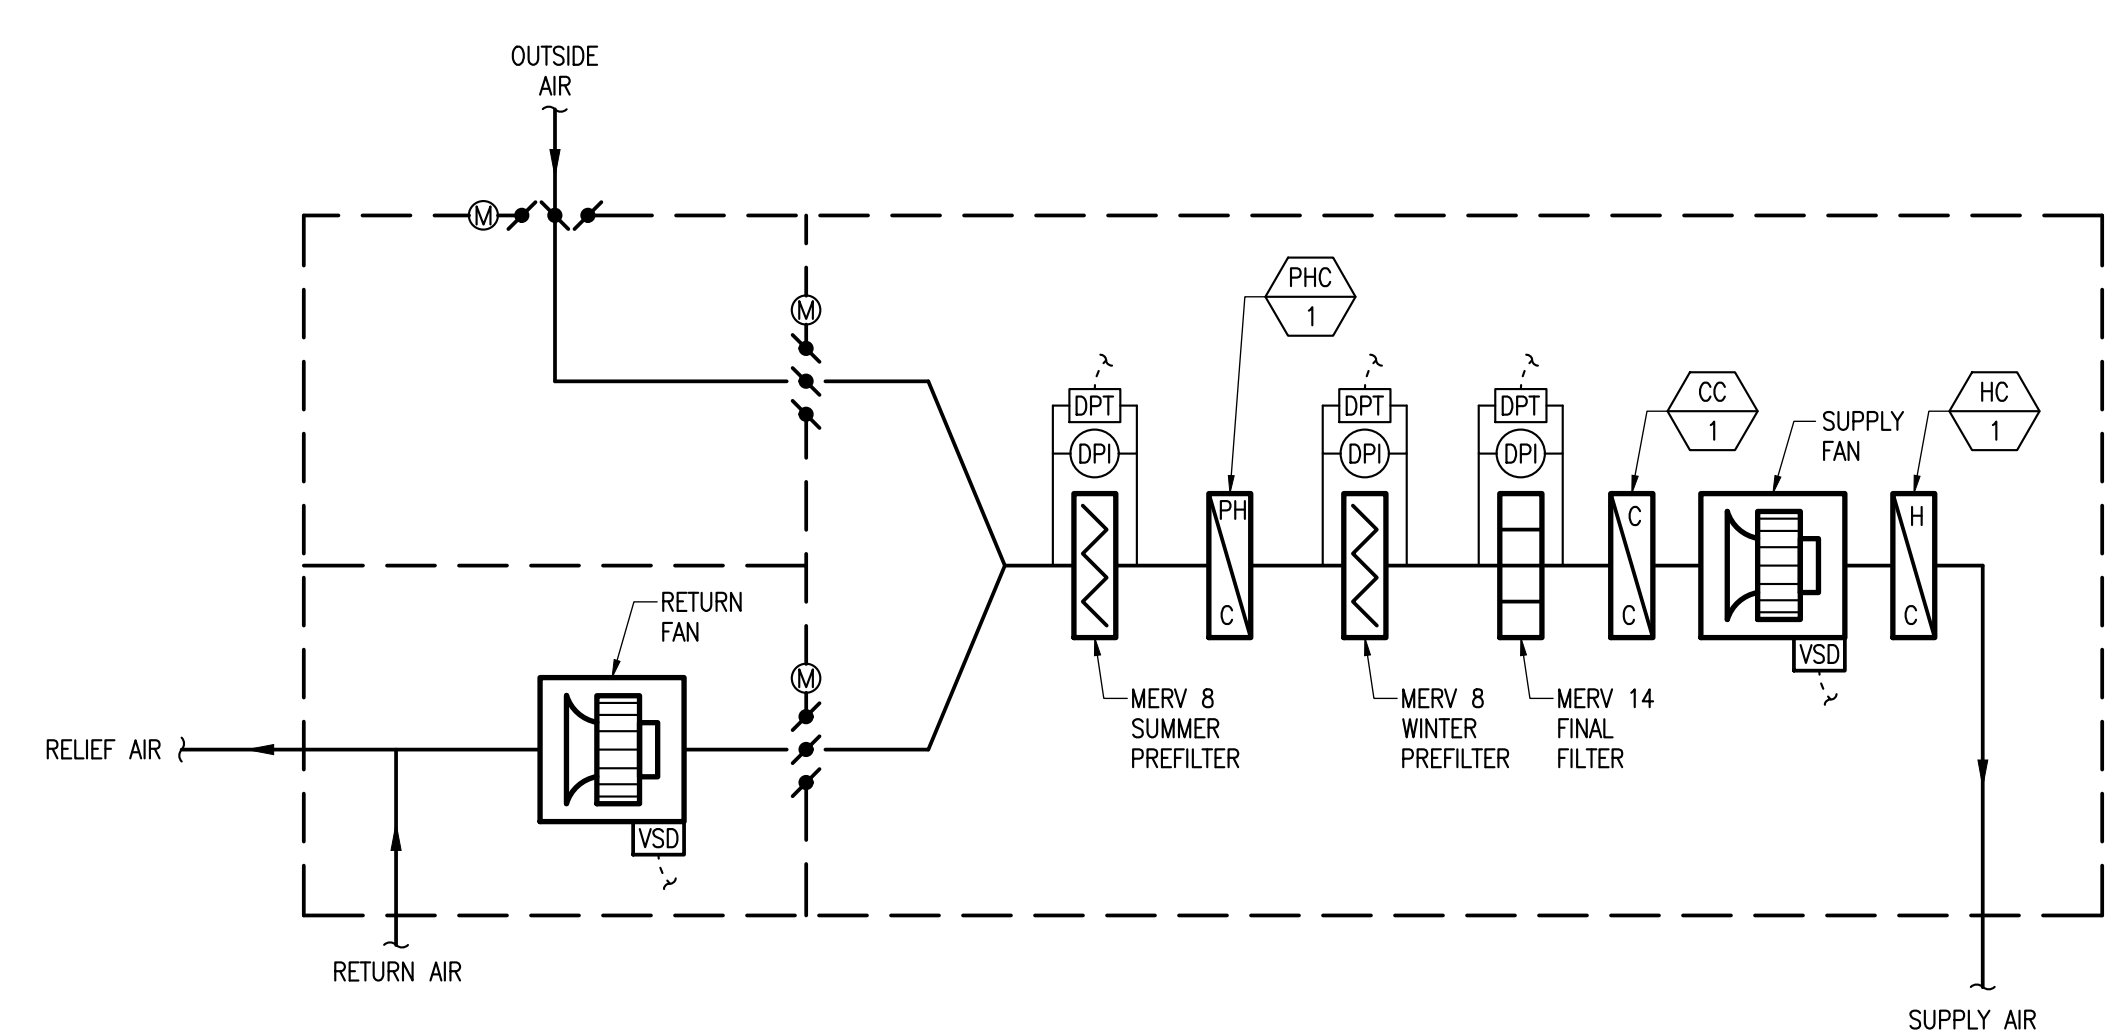 OUTSIDE
AIR
M
M
PHC
1
DPT
DPI
DPT
DPI
DPT
DPI
CC
1
SUPPLY
FAN
HC
1
PH
C
C
C
H
C
VSD
RETURN
FAN
M
VSD
MERV 8
SUMMER
PREFILTER
MERV 8
WINTER
PREFILTER
MERV 14
FINAL
FILTER
RELIEF AIR
RETURN AIR
SUPPLY AIR